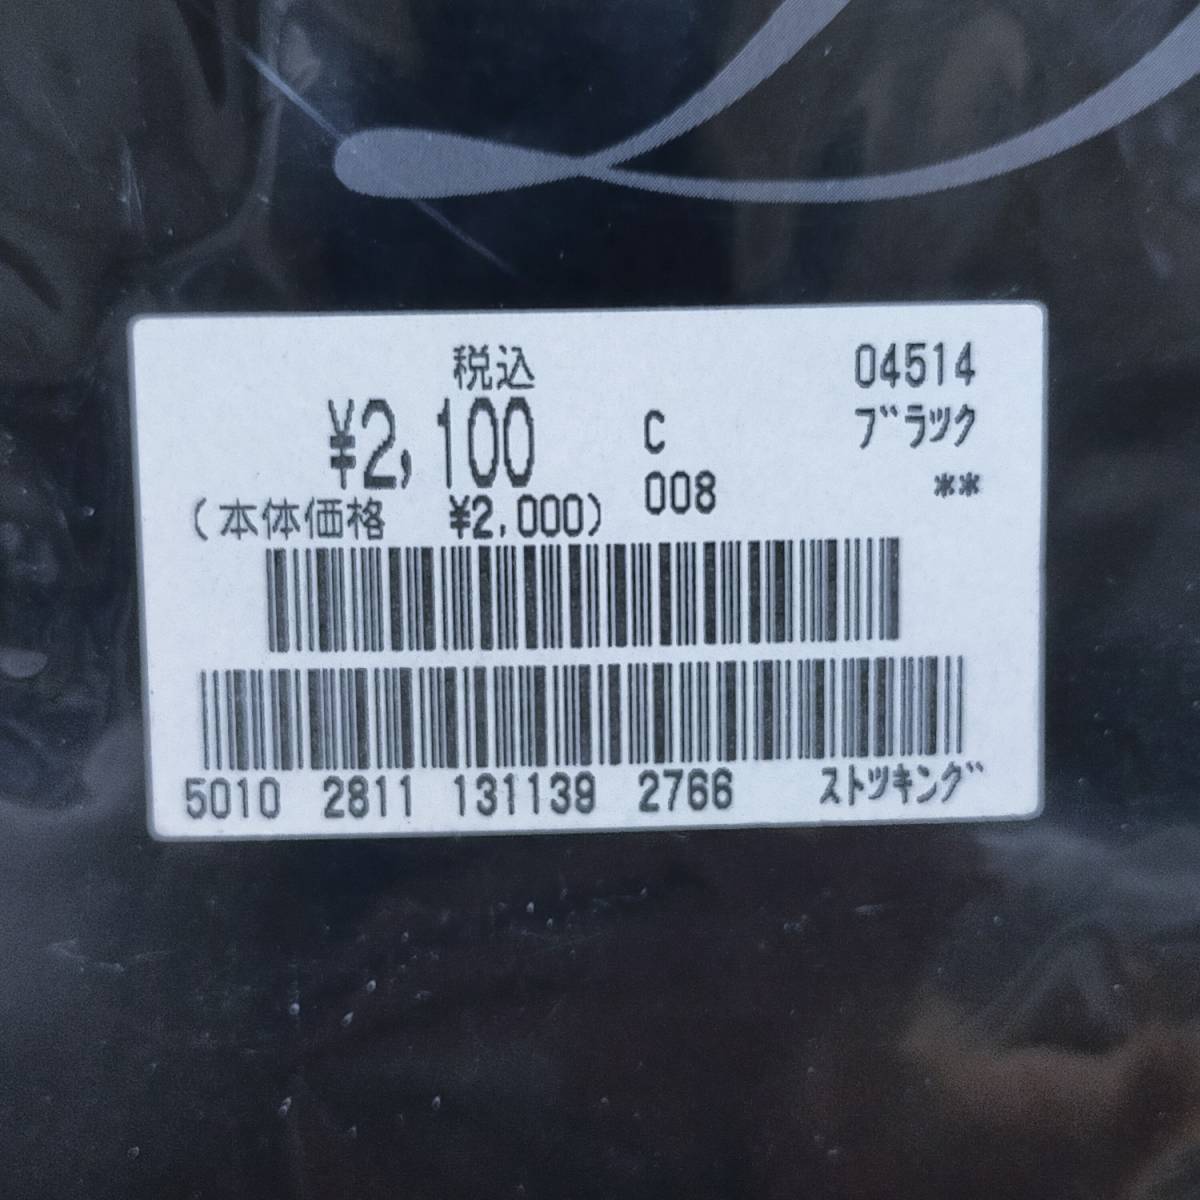 税込 04514
¥2,100 C ブラック
(本体価格 ¥2,000) 008 **
5010 2811 131139 2766 ストッキング